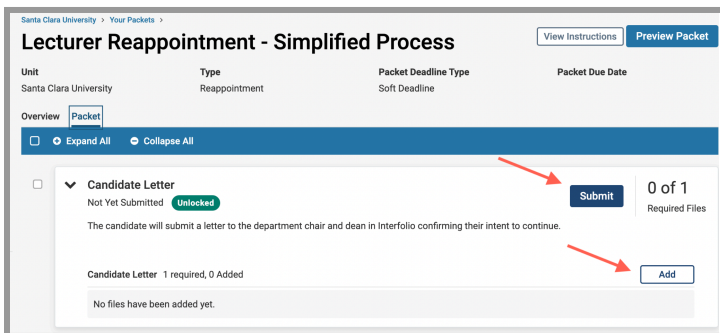 Santa Clara University > Your Packets >
Lecturer Reappointment - Simplified Process
View Instructions
Preview Packet
Unit
Type
Packet Deadline Type
Packet Due Date
Santa Clara University
Reappointment
Soft Deadline
Overview
Packet
Expand All
Collapse All
Candidate Letter
Not Yet Submitted
Unlocked
Submit
0 of 1
Required Files
The candidate will submit a letter to the department chair and dean in Interfolio confirming their intent to continue.
Candidate Letter 1 required, 0 Added
Add
No files have been added yet.